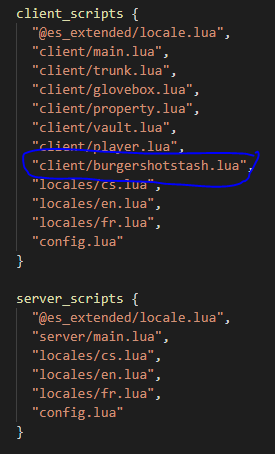 client_scripts {
"@es_extended/locale.lua",
"client/main.lua",
"client/trunk.lua",
"client/glovebox.lua",
"client/property.lua",
"client/vault.lua",
"client/player.lua",
"client/burgershotstash.lua",
"locales/cs.lua",
"locales/en.lua",
"locales/fr.lua",
"config.lua"
}
server_scripts {
"@es_extended/locale.lua",
"server/main.lua",
"locales/cs.lua",
"locales/en.lua",
"locales/fr.lua",
"config.lua"
}